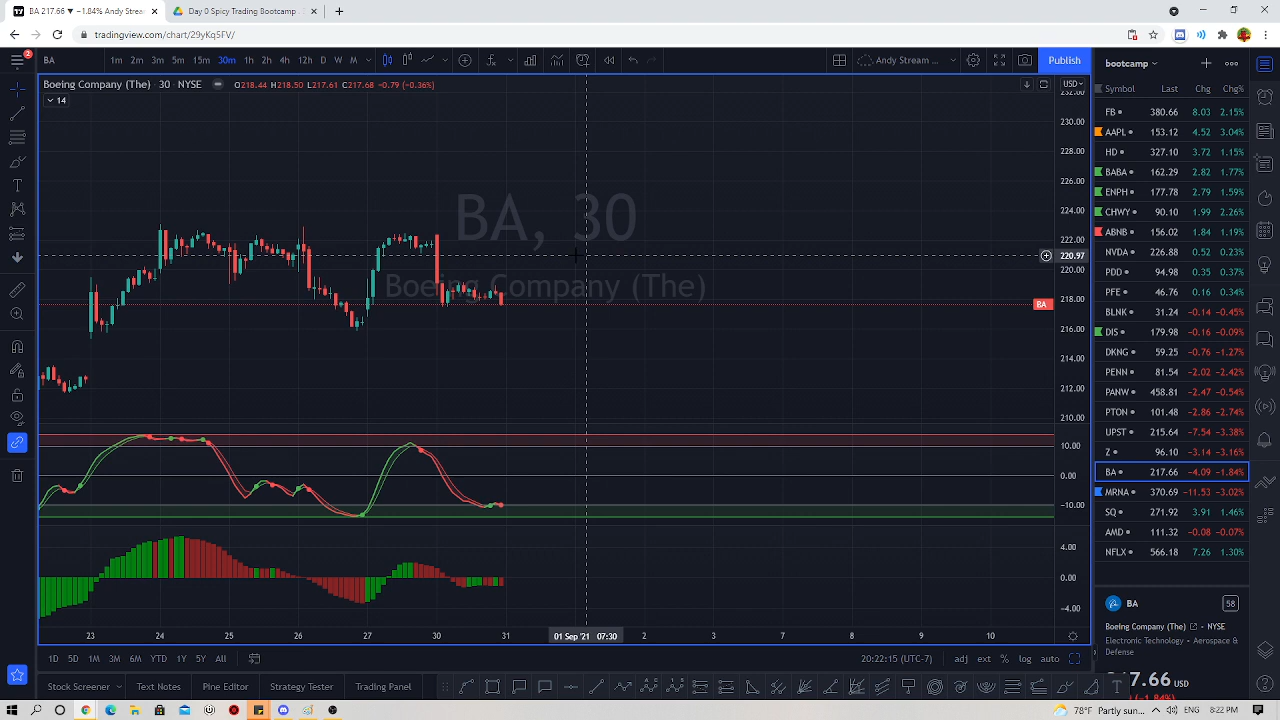 BA 217.66 ▼ −1.84% Andy Strea
Day 0 Spicy Trading Bootcamp -
tradingview.com/chart/29yKq5FV/
2
BA
1m 2m 3m 5m 15m 30m 1h 2h 4h 12h D W M
Andy Stream ...
Publish
Boeing Company (The) · 30 · NYSE
O218.44 H218.50 L217.61 C217.68 −0.79 (−0.36%)
14
USD
BA, 30
Boeing Company (The)
232.00
230.00
228.00
226.00
224.00
222.00
220.97
220.00
218.00
BA
216.00
214.00
212.00
210.00
10.00
0.00
−10.00
4.00
0.00
−4.00
23 24 25 26 27 30 31 01 Sep '21 07:30 2 3 7 8 9 10
1D 5D 1M 3M 6M YTD 1Y 5Y All
20:22:15 (UTC-7)
adj ext % log auto
Stock Screener Text Notes Pine Editor Strategy Tester Trading Panel
bootcamp
Symbol Last Chg Chg%
FB 380.66 8.03 2.15%
AAPL 153.12 4.52 3.04%
HD 327.10 3.72 1.15%
BABA 162.29 2.82 1.77%
ENPH 177.78 2.79 1.59%
CHWY 90.10 1.99 2.26%
ABNB 156.02 1.84 1.19%
NVDA 226.88 0.52 0.23%
PDD 94.98 0.35 0.37%
PFE 46.76 0.16 0.34%
BLNK 31.24 −0.14 −0.45%
DIS 179.98 −0.16 −0.09%
DKNG 59.25 −0.76 −1.27%
PENN 81.54 −2.02 −2.42%
PANW 458.81 −2.47 −0.54%
PTON 101.48 −2.86 −2.74%
UPST 215.64 −7.54 −3.38%
Z 96.10 −3.14 −3.16%
BA 217.66 −4.09 −1.84%
MRNA 370.69 −11.53 −3.02%
SQ 271.92 3.91 1.46%
AMD 111.32 −0.08 −0.07%
NFLX 566.18 7.26 1.30%
BA
58
Boeing Company (The) · NYSE
Electronic Technology · Aerospace & Defense
USD
78°F Partly sun...
ENG
8:22 PM